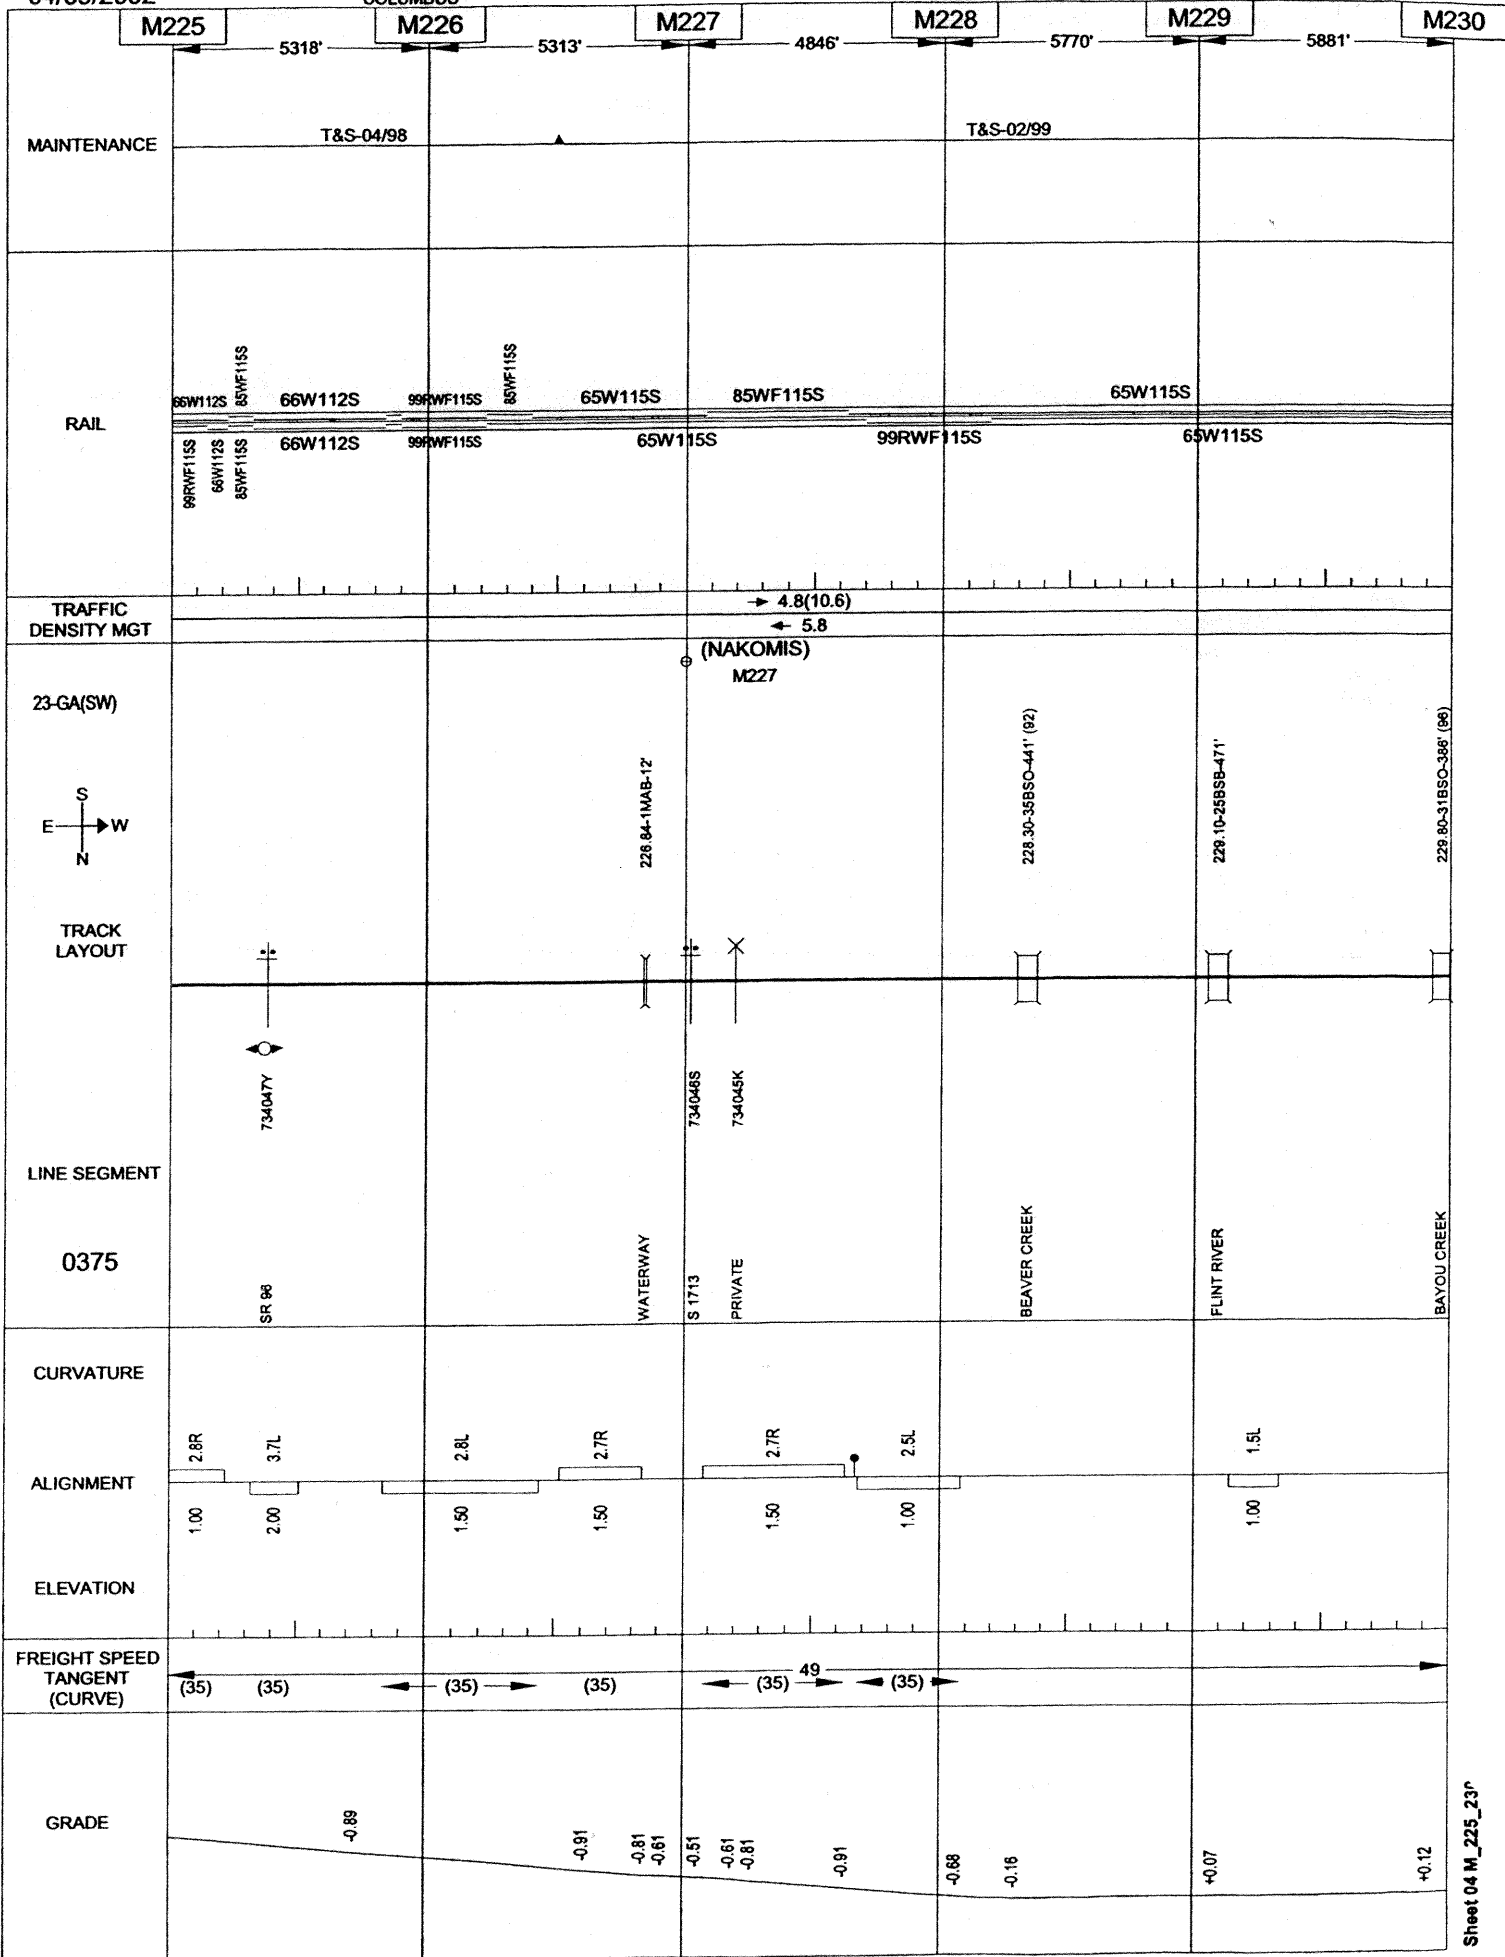 M225 M226 M227 M228 M229 M230
5318' 5313' 4846' 5770' 5881'
MAINTENANCE
T&S-04/98 T&S-02/99
RAIL
66W112S 85WF115S 66W112S 99RWF115S 85WF115S 65W115S 85WF115S 65W115S
99RWF115S 66W112S 85WF115S 66W112S 99RWF115S 65W115S 99RWF115S 65W115S
TRAFFIC
DENSITY MGT
4.8(10.6)
5.8
(NAKOMIS)
M227
23-GA(SW)
S
E W
N
226.84-1MAB-12'
228.30-35BSO-441' (92)
229.10-25BSB-471'
229.80-31BSO-386' (96)
TRACK
LAYOUT
734047Y
734046S
734045K
LINE SEGMENT
0375
SR 96
WATERWAY
S 1713
PRIVATE
BEAVER CREEK
FLINT RIVER
BAYOU CREEK
CURVATURE
2.8R 3.7L 2.8L 2.7R 2.7R 2.5L 1.5L
ALIGNMENT
1.00 2.00 1.50 1.50 1.50 1.00 1.00
ELEVATION
FREIGHT SPEED
TANGENT
(CURVE)
49
(35) (35) (35) (35) (35) (35)
GRADE
-0.89 -0.91 -0.81 -0.61 -0.51 -0.61 -0.81 -0.91 -0.68 -0.16 +0.07 +0.12
Sheet 04 M_225_23